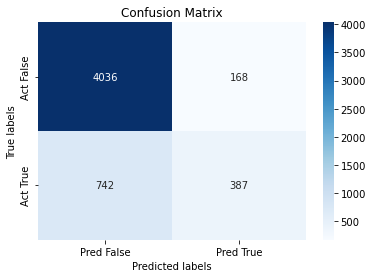 Confusion Matrix
True labels
Act False
4036
168
Act True
742
387
Pred False
Pred True
Predicted labels
4000
3500
3000
2500
2000
1500
1000
500